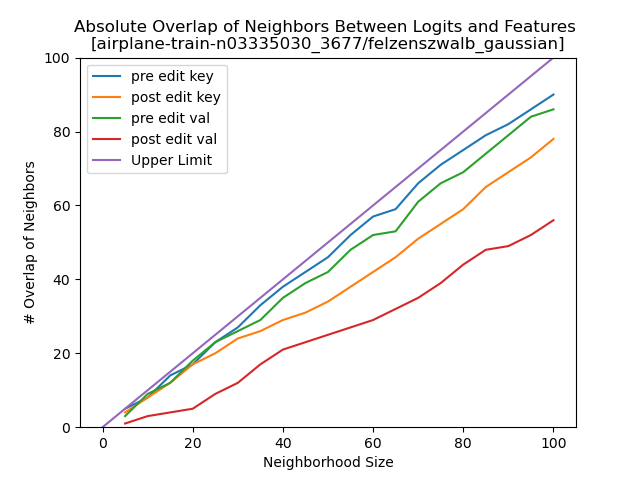 Absolute Overlap of Neighbors Between Logits and Features
[airplane-train-n03335030_3677/felzenszwalb_gaussian]
100
80
60
40
20
0
# Overlap of Neighbors
pre edit key
post edit key
pre edit val
post edit val
Upper Limit
0 20 40 60 80 100
Neighborhood Size